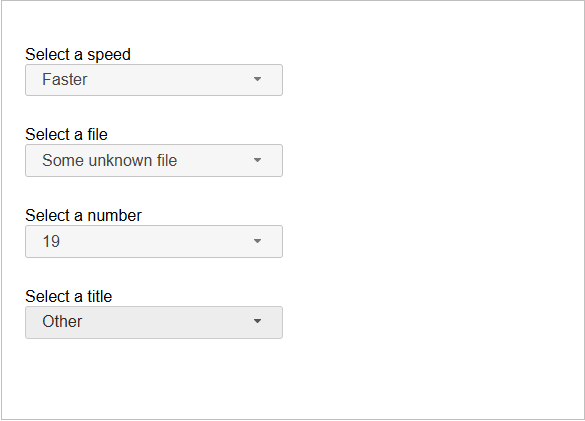 Select a speed
Faster
Select a file
Some unknown file
Select a number
19
Select a title
Other